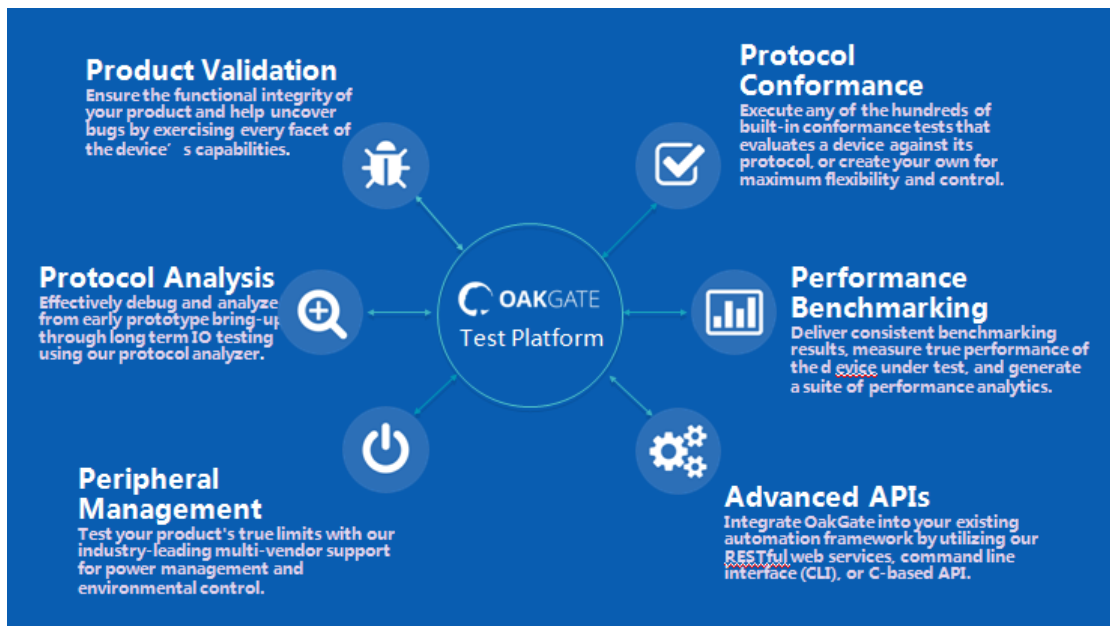 Product Validation
Ensure the functional integrity of
your product and help uncover
bugs by exercising every facet of
the device’ s capabilities.
Protocol
Conformance
Execute any of the hundreds of
built-in conformance tests that
evaluates a device against its
protocol, or create your own for
maximum flexibility and control.
Protocol Analysis
Effectively debug and analyze
from early prototype bring-up
through long term IO testing
using our protocol analyzer.
OAKGATE
Test Platform
Performance
Benchmarking
Deliver consistent benchmarking
results, measure true performance of
the d evice under test, and generate
a suite of performance analytics.
Peripheral
Management
Test your product's true limits with our
industry-leading multi-vendor support
for power management and
environmental control.
Advanced APIs
Integrate OakGate into your existing
automation framework by utilizing our
RESTful web services, command line
interface (CLI), or C-based API.